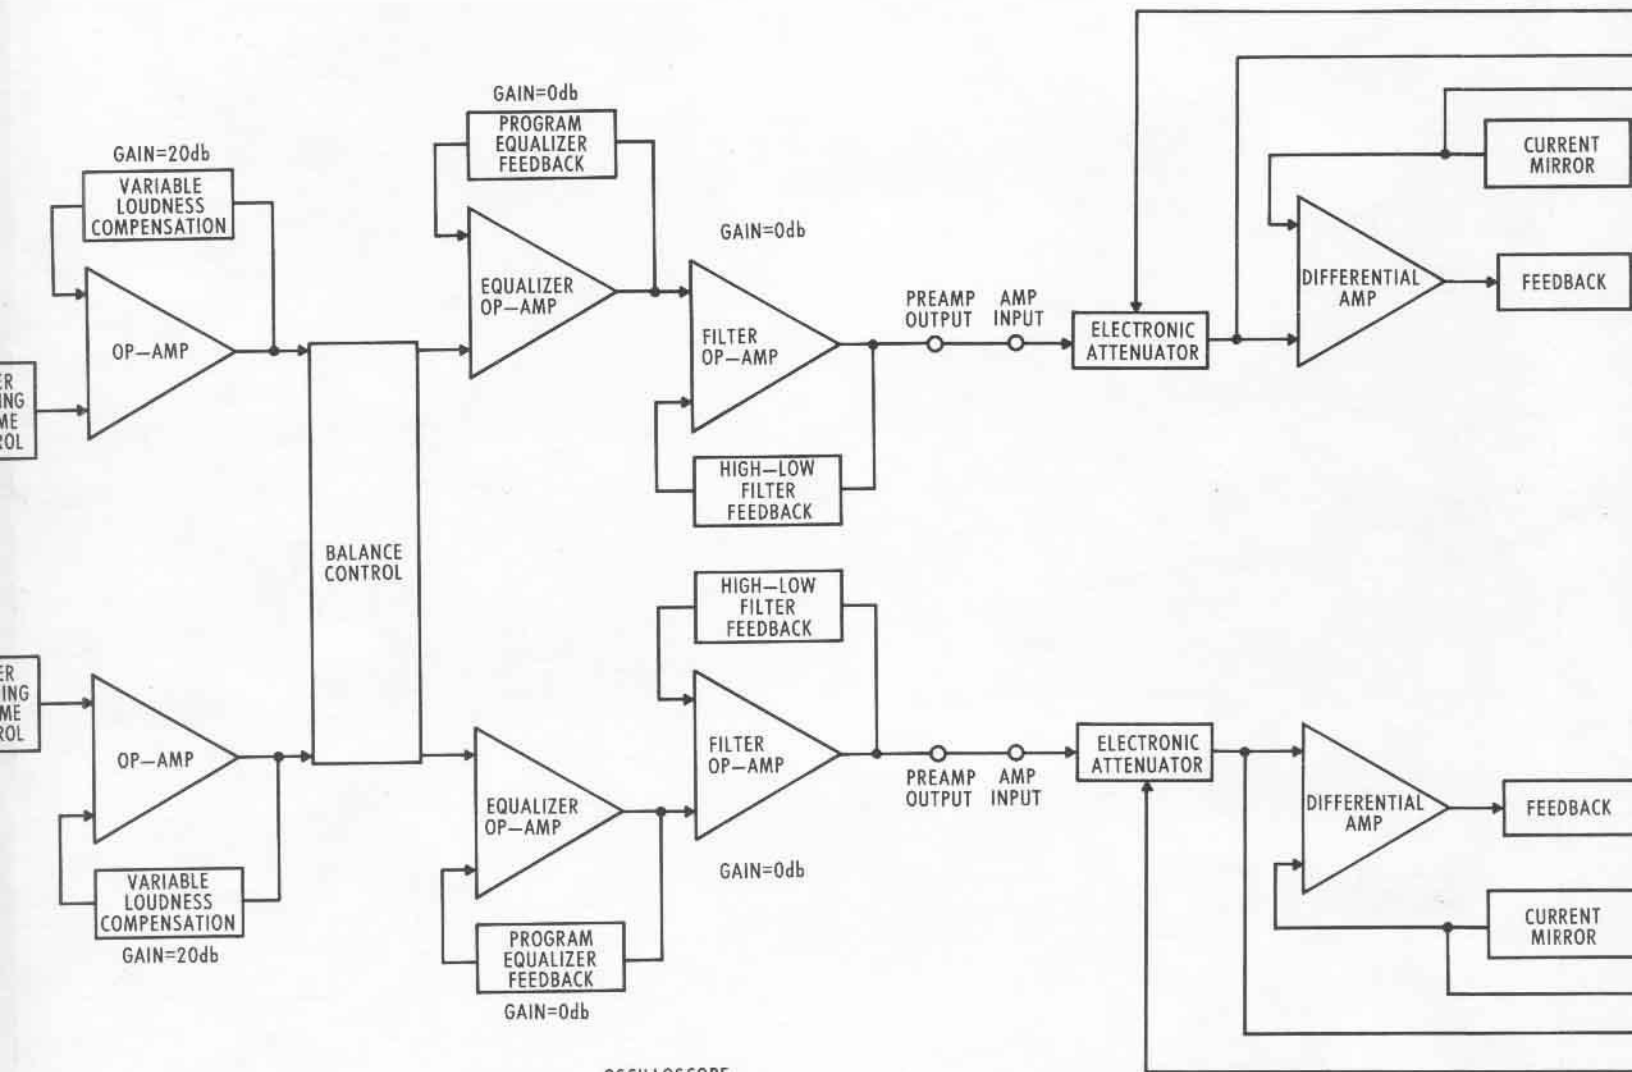 GAIN=0db
PROGRAM
EQUALIZER
FEEDBACK
GAIN=20db
VARIABLE
LOUDNESS
COMPENSATION
CURRENT
MIRROR
GAIN=0db
EQUALIZER
OP-AMP
DIFFERENTIAL
AMP
FEEDBACK
PREAMP
OUTPUT
AMP
INPUT
OP-AMP
FILTER
OP-AMP
ELECTRONIC
ATTENUATOR
HIGH-LOW
FILTER
FEEDBACK
BALANCE
CONTROL
HIGH-LOW
FILTER
FEEDBACK
OP-AMP
FILTER
OP-AMP
PREAMP
OUTPUT
AMP
INPUT
ELECTRONIC
ATTENUATOR
EQUALIZER
OP-AMP
DIFFERENTIAL
AMP
FEEDBACK
GAIN=0db
VARIABLE
LOUDNESS
COMPENSATION
GAIN=20db
PROGRAM
EQUALIZER
FEEDBACK
GAIN=0db
CURRENT
MIRROR